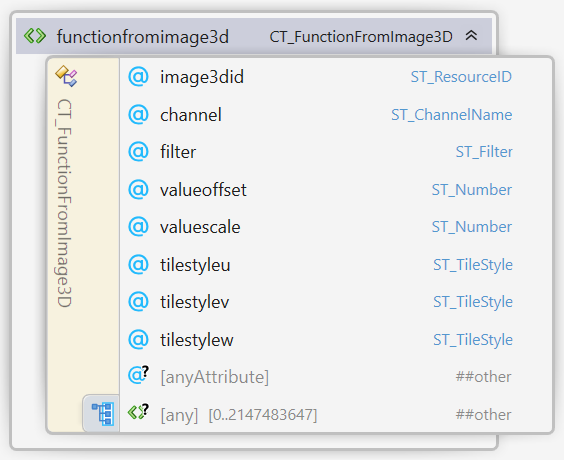 functionfromimage3d CT_FunctionFromImage3D
CT_FunctionFromImage3D
@ image3did ST_ResourceID
@ channel ST_ChannelName
@ filter ST_Filter
@ valueoffset ST_Number
@ valuescale ST_Number
@ tilestyleu ST_TileStyle
@ tilestylev ST_TileStyle
@ tilestylew ST_TileStyle
@? [anyAttribute] ##other
<>? [any] [0..2147483647] ##other